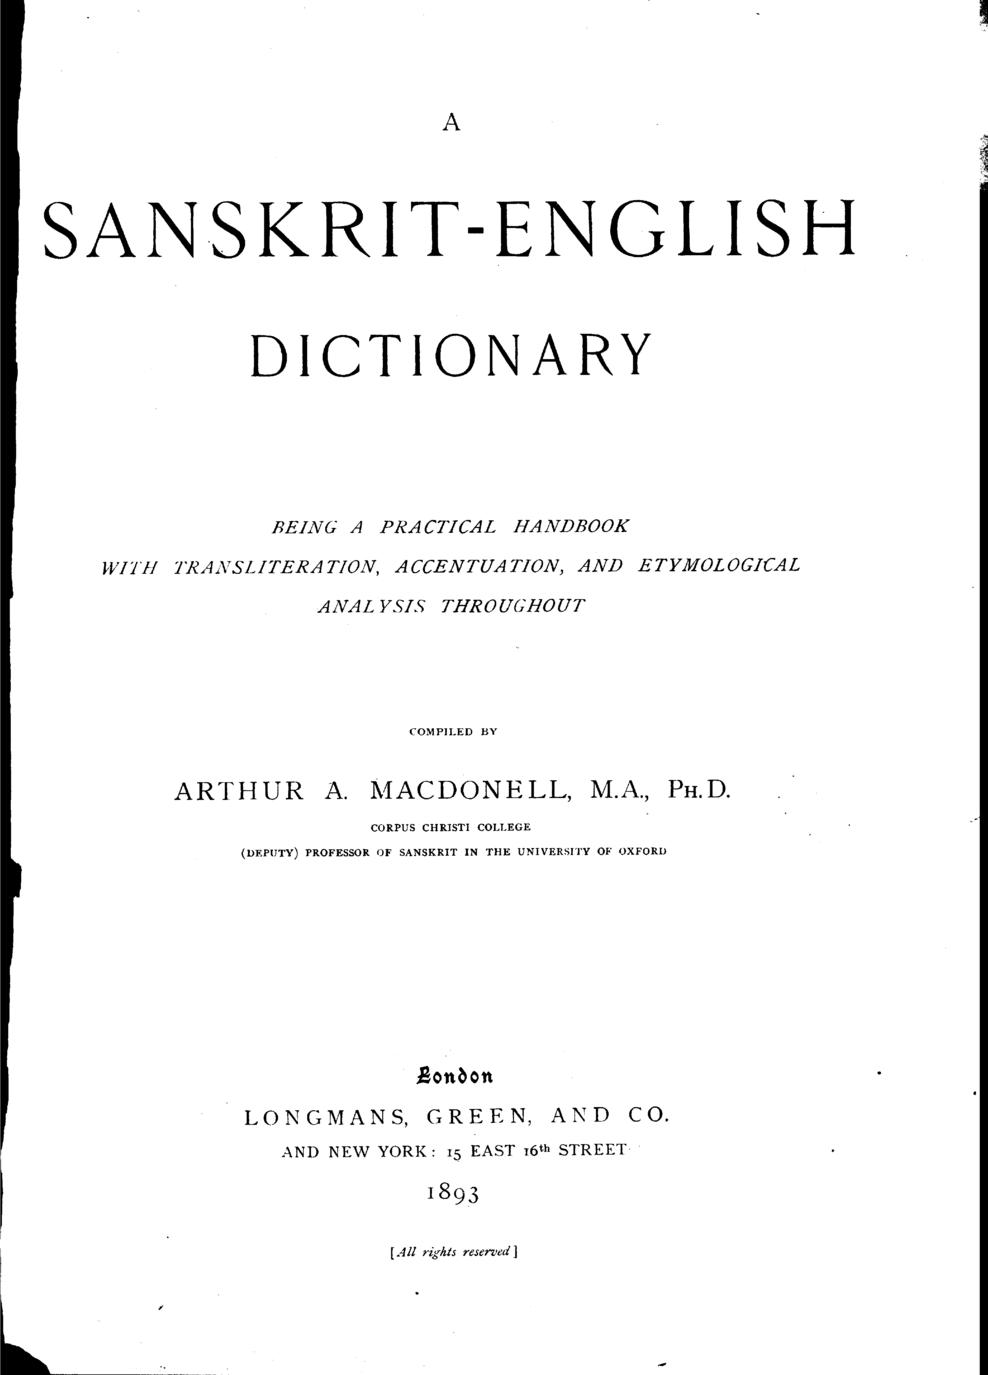 A
SANSKRIT-ENGLISH
DICTIONARY
BEING A PRACTICAL HANDBOOK
WITH TRANSLITERATION, ACCENTUATION, AND ETYMOLOGICAL
ANALYSIS THROUGHOUT
COMPILED BY
ARTHUR A. MACDONELL, M.A., PH.D.
CORPUS CHRISTI COLLEGE
(DEPUTY) PROFESSOR OF SANSKRIT IN THE UNIVERSITY OF OXFORD
London
LONGMANS, GREEN, AND CO.
AND NEW YORK: 15 EAST 16th STREET
1893
[All rights reserved]